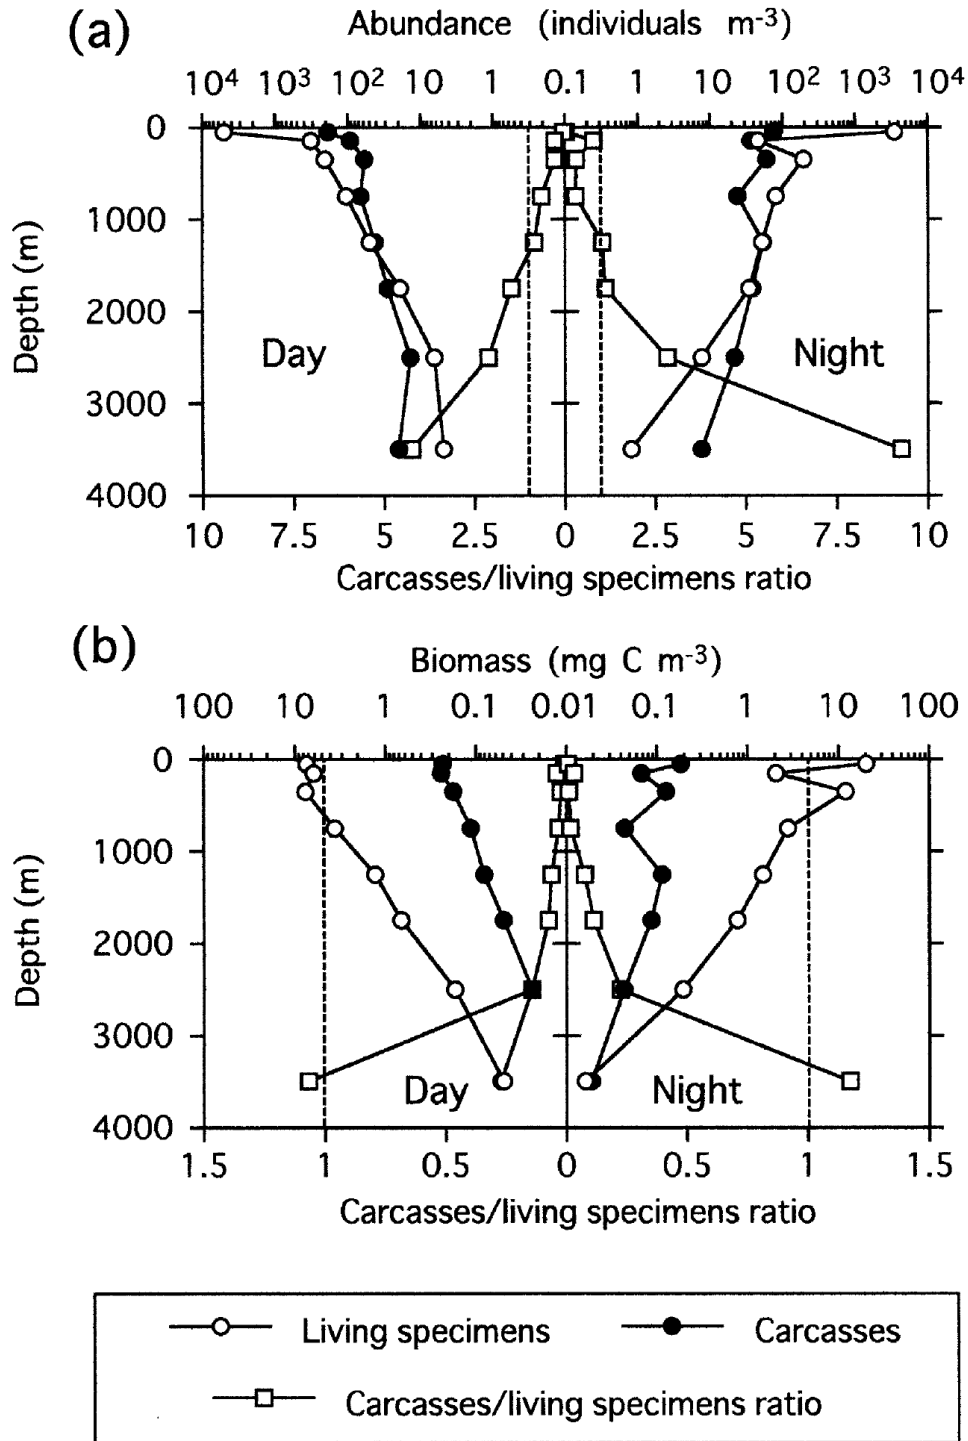 (a)
Abundance (individuals m-3)
10⁴ 10³ 10² 10 1 0.1 1 10 10² 10³ 10⁴
0
1000
2000
3000
4000
Depth (m)
Day
Night
10 7.5 5 2.5 0 2.5 5 7.5 10
Carcasses/living specimens ratio
(b)
Biomass (mg C m-3)
100 10 1 0.1 0.01 0.1 1 10 100
0
1000
2000
3000
4000
Depth (m)
Day
Night
1.5 1 0.5 0 0.5 1 1.5
Carcasses/living specimens ratio
Living specimens
Carcasses
Carcasses/living specimens ratio